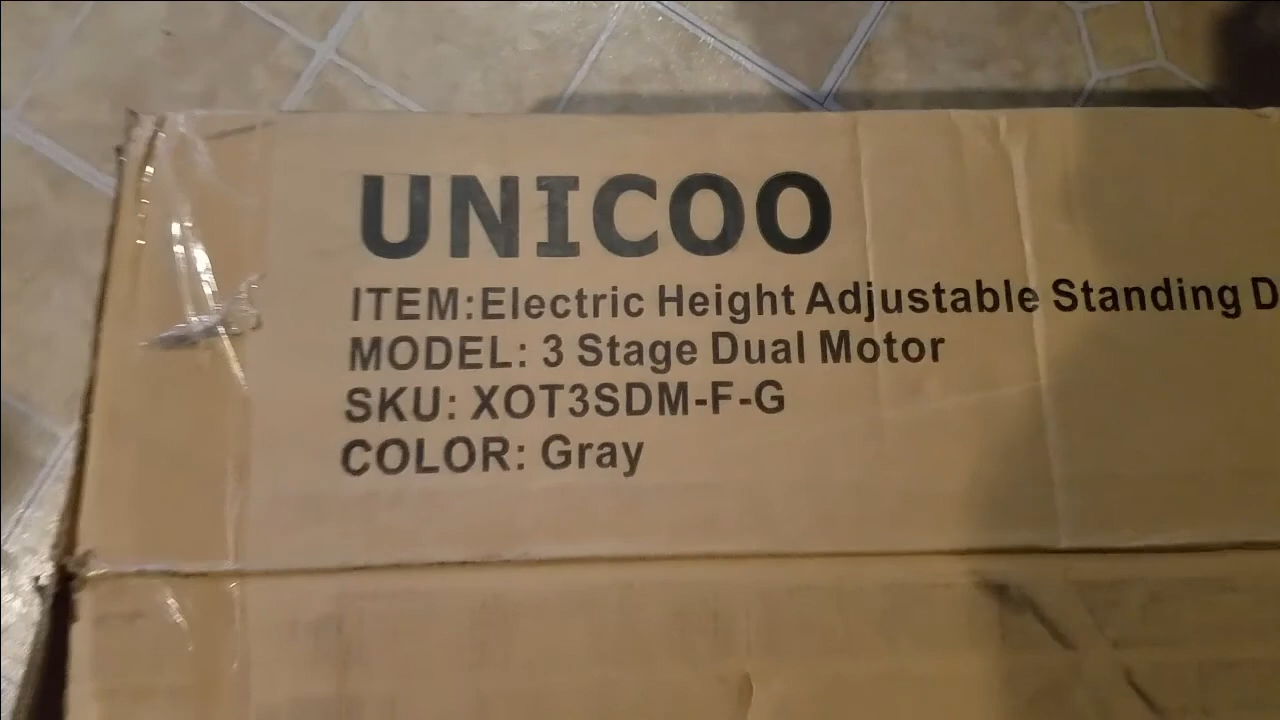 UNICOO
ITEM:Electric Height Adjustable Standing D
MODEL: 3 Stage Dual Motor
SKU: XOT3SDM-F-G
COLOR: Gray